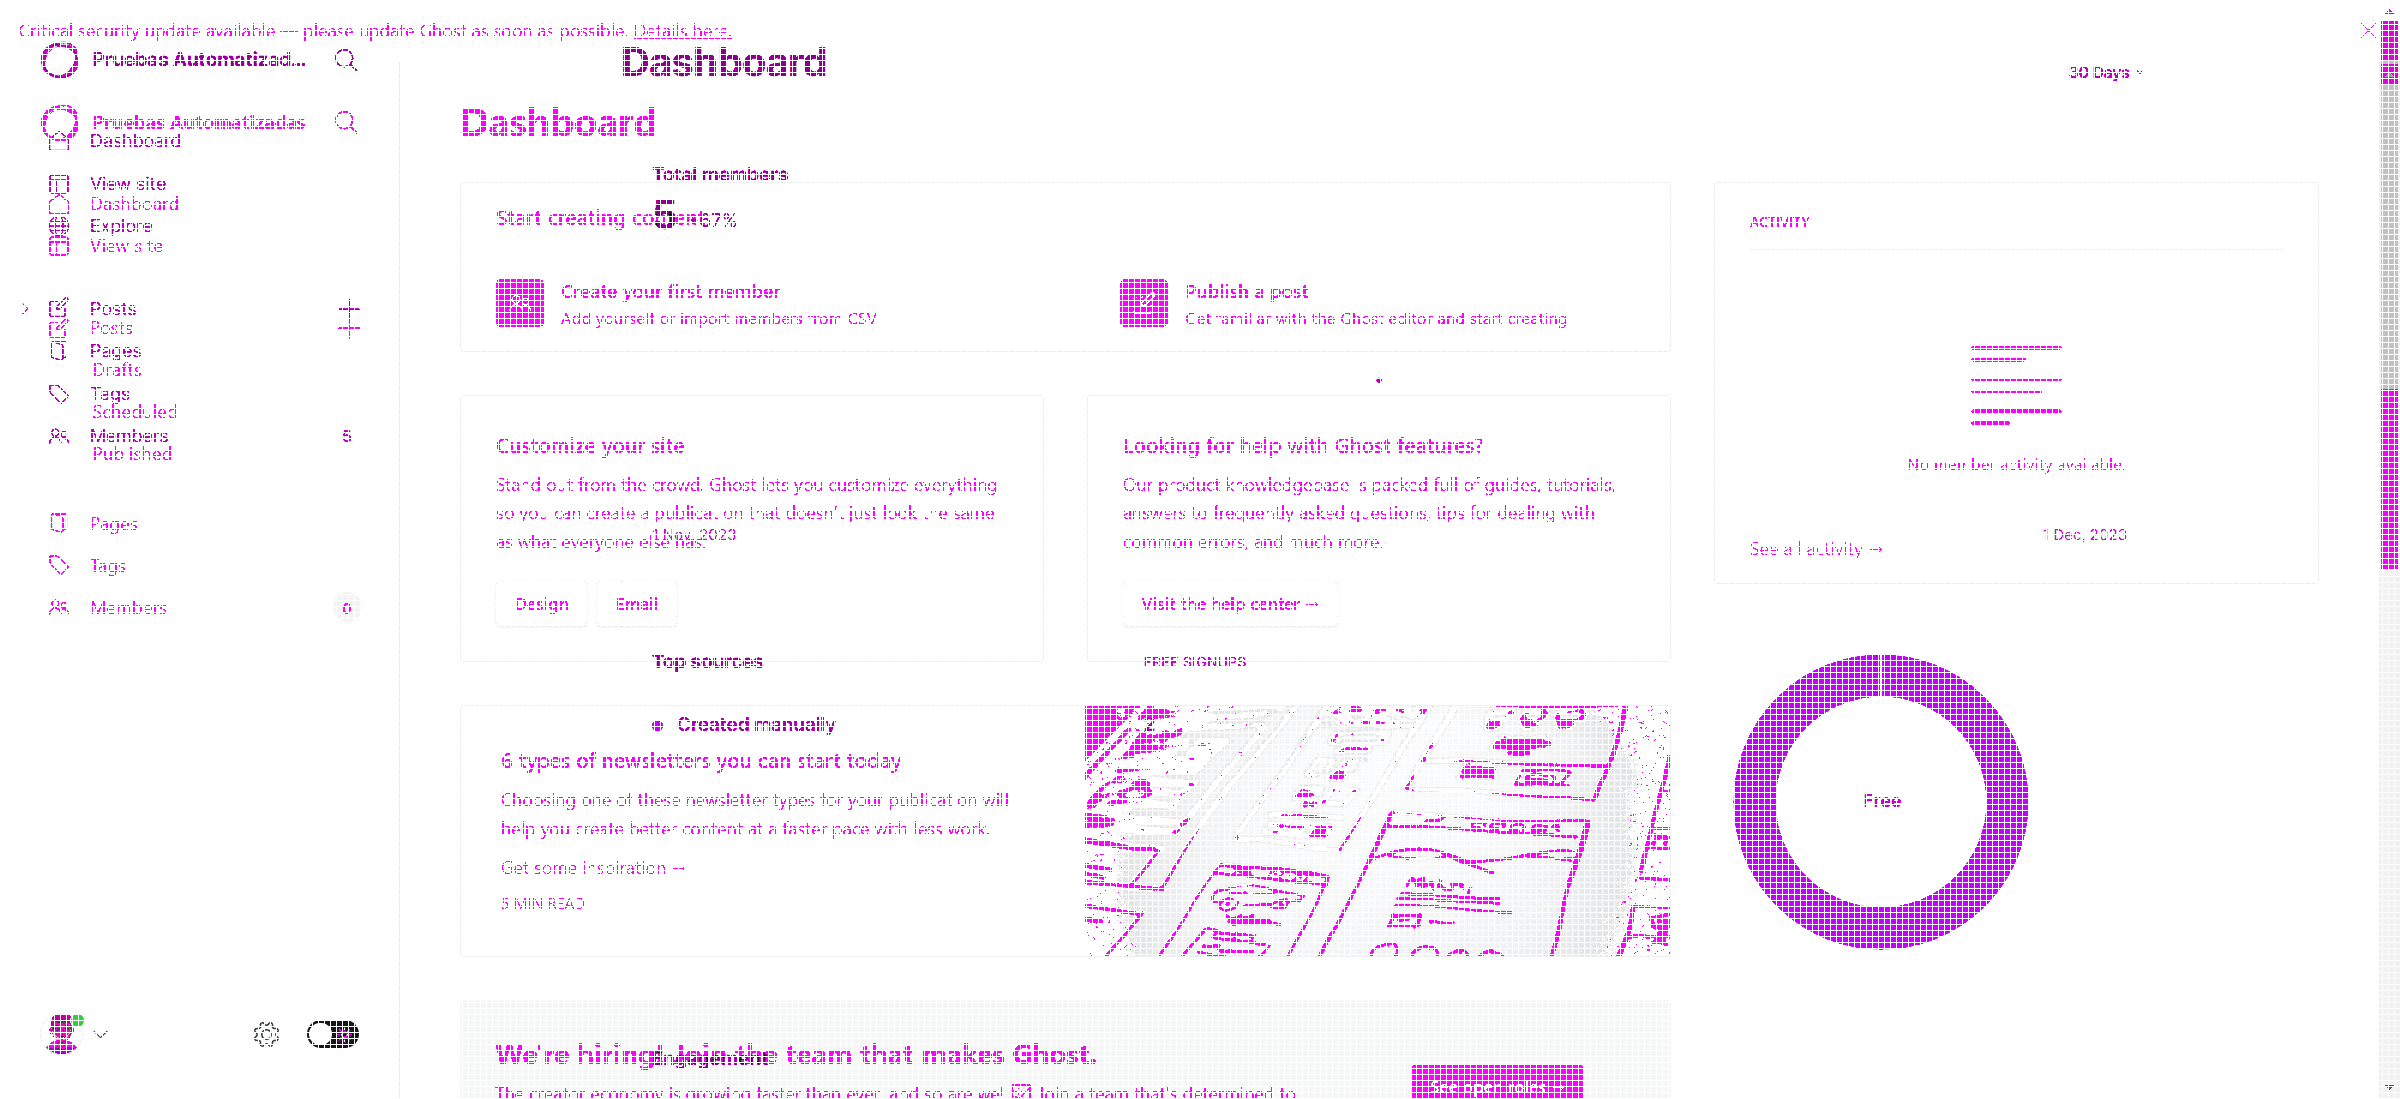 Critical security update available — please update Ghost as soon as possible. Details here.
Pruebas Automatizad...
Dashboard
30 Days
Pruebas Automatizadas
Dashboard
Dashboard
Total members
View site
Dashboard
Explore
View site
5
67%
Start creating content
ACTIVITY
Create your first member
Add yourself or import members from CSV
Publish a post
Get familiar with the Ghost editor and start creating
Posts
Posts
Pages
Drafts
Tags
Scheduled
Members 5
Published
Pages
Tags
Members 0
Customize your site
Stand out from the crowd. Ghost lets you customize everything
so you can create a publication that doesn't just look the same
as what everyone else has.
1 Nov, 2023
Design
Email
Looking for help with Ghost features?
Our product knowledgebase is packed full of guides, tutorials,
answers to frequently asked questions, tips for dealing with
common errors, and much more.
Visit the help center →
No member activity available.
1 Dec, 2023
See all activity →
Top sources
FREE SIGNUPS
Created manually
2
6 types of newsletters you can start today
Choosing one of these newsletter types for your publication will
help you create better content at a faster pace with less work.
Get some inspiration →
5 MIN READ
Free
We're hiring! Join the team that makes Ghost.
Engagement
The creator economy is growing faster than ever, and so are we! Join a team that's determined to
See open roles